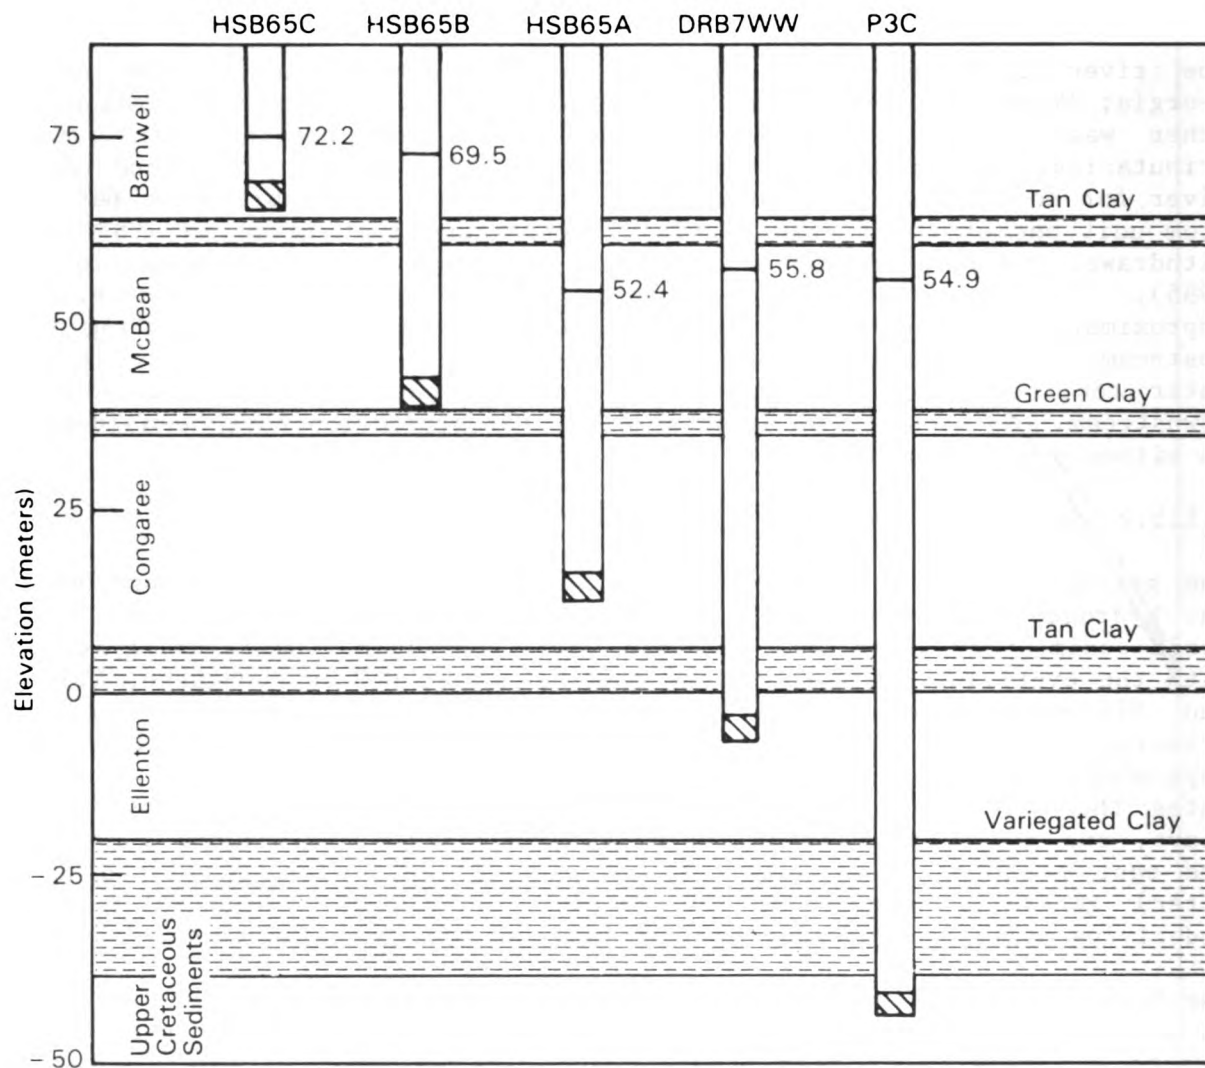 HSB65C HSB65B HSB65A DRB7WW P3C
75
Barnwell
72.2
69.5
Tan Clay
McBean
52.4
55.8
54.9
50
Green Clay
Elevation (meters)
Congaree
25
Tan Clay
0
Ellenton
Variegated Clay
- 25
Upper
Cretaceous
Sediments
- 50